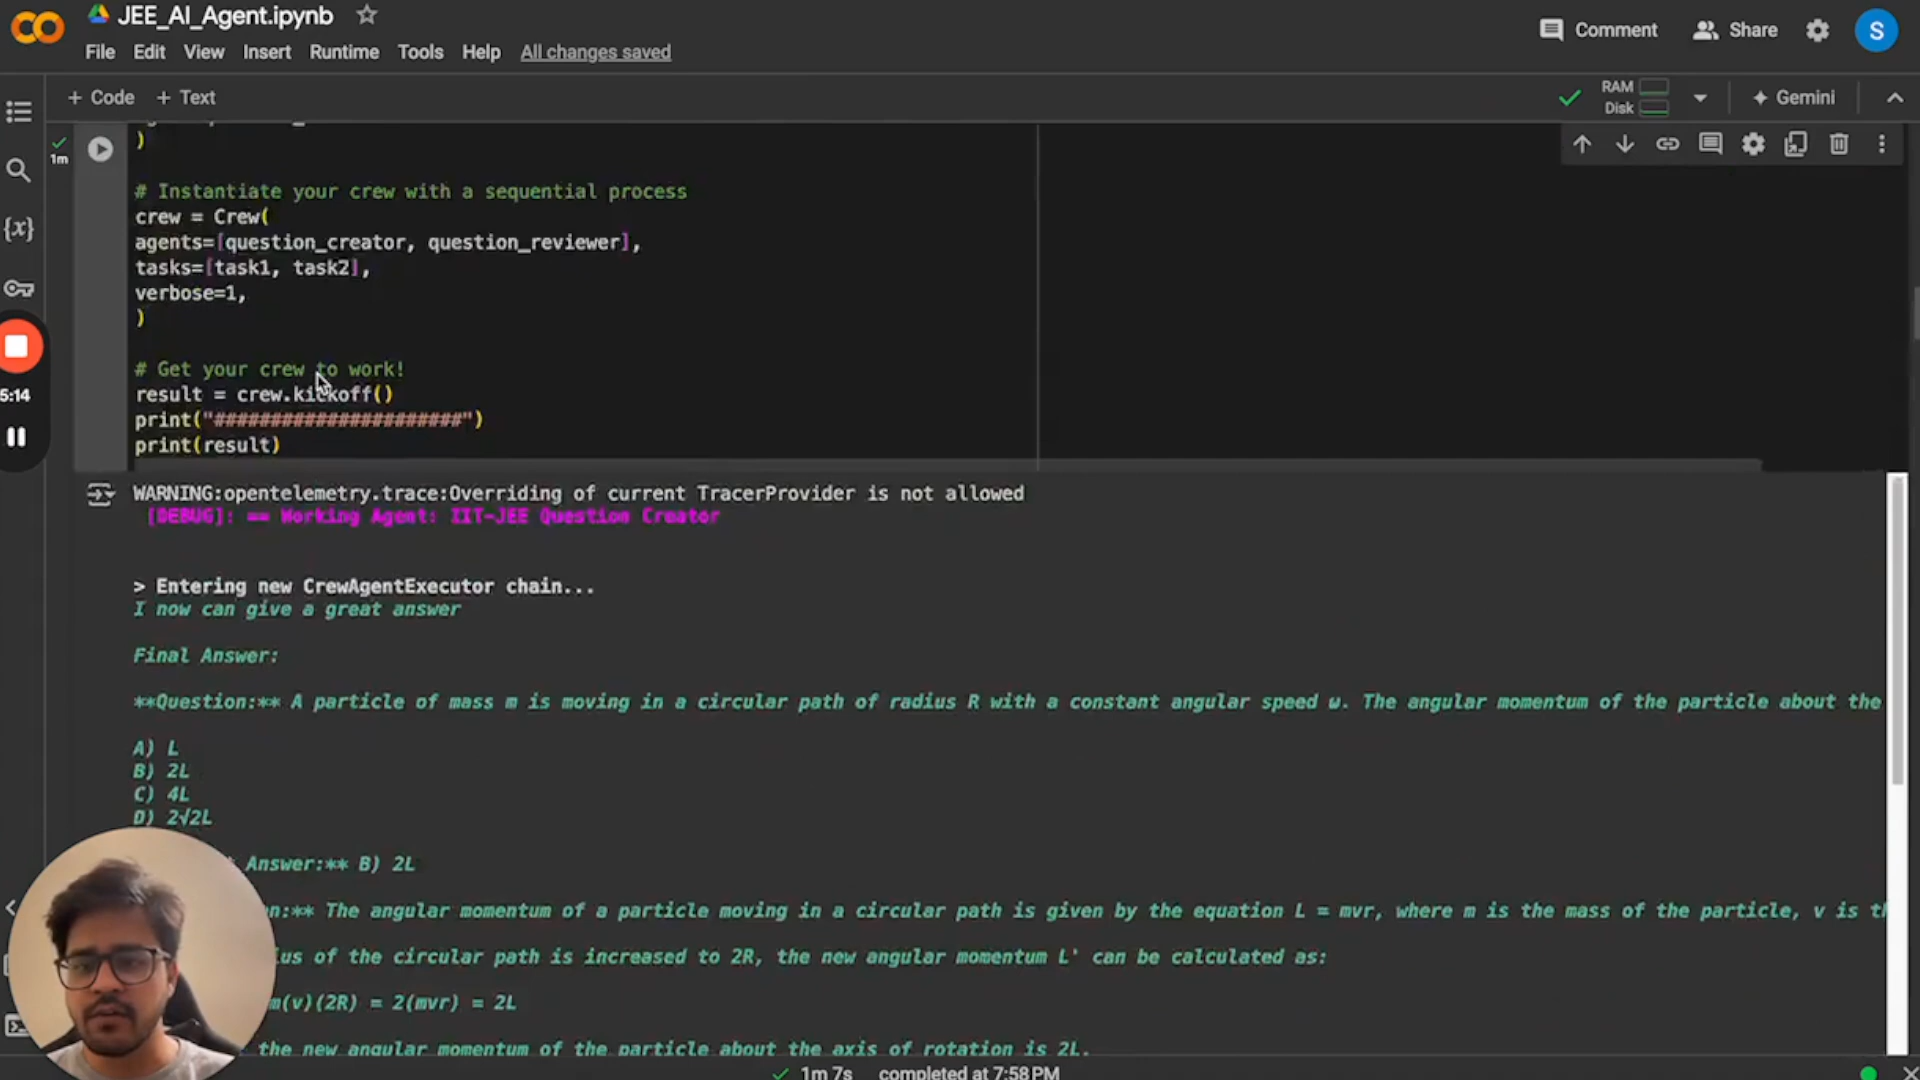 JEE_AI_Agent.ipynb
File Edit View Insert Runtime Tools Help All changes saved
Comment Share S
+ Code + Text
RAM
Disk
Gemini
)
1m
# Instantiate your crew with a sequential process
crew = Crew(
agents=[question_creator, question_reviewer],
tasks=[task1, task2],
verbose=1,
)
5:14
# Get your crew to work!
result = crew.kickoff()
print("######################")
print(result)
WARNING:opentelemetry.trace:Overriding of current TracerProvider is not allowed
[DEBUG]: == Working Agent: IIT-JEE Question Creator
> Entering new CrewAgentExecutor chain...
I now can give a great answer
Final Answer:
**Question:** A particle of mass m is moving in a circular path of radius R with a constant angular speed ω. The angular momentum of the particle about the
A) L
B) 2L
C) 4L
D) 2√2L
Answer:** B) 2L
n:** The angular momentum of a particle moving in a circular path is given by the equation L = mvr, where m is the mass of the particle, v is th
ius of the circular path is increased to 2R, the new angular momentum L' can be calculated as:
m(v)(2R) = 2(mvr) = 2L
the new angular momentum of the particle about the axis of rotation is 2L.
1m 7s completed at 7:58 PM